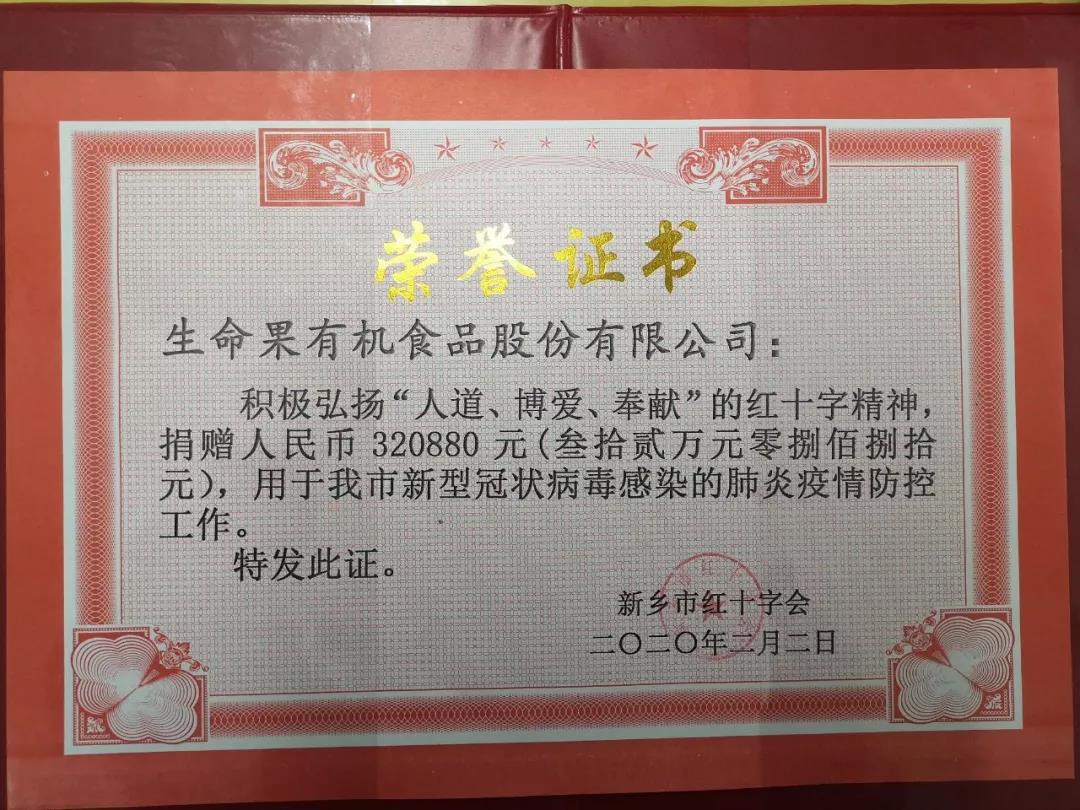 荣誉证书
生命果有机食品股份有限公司：
积极弘扬“人道、博爱、奉献”的红十字精神，
捐赠人民币 320880 元(叁拾贰万元零捌佰捌拾
元)，用于我市新型冠状病毒感染的肺炎疫情防控
工作。
特发此证。
新乡市红十字会
二〇二〇年二月二日